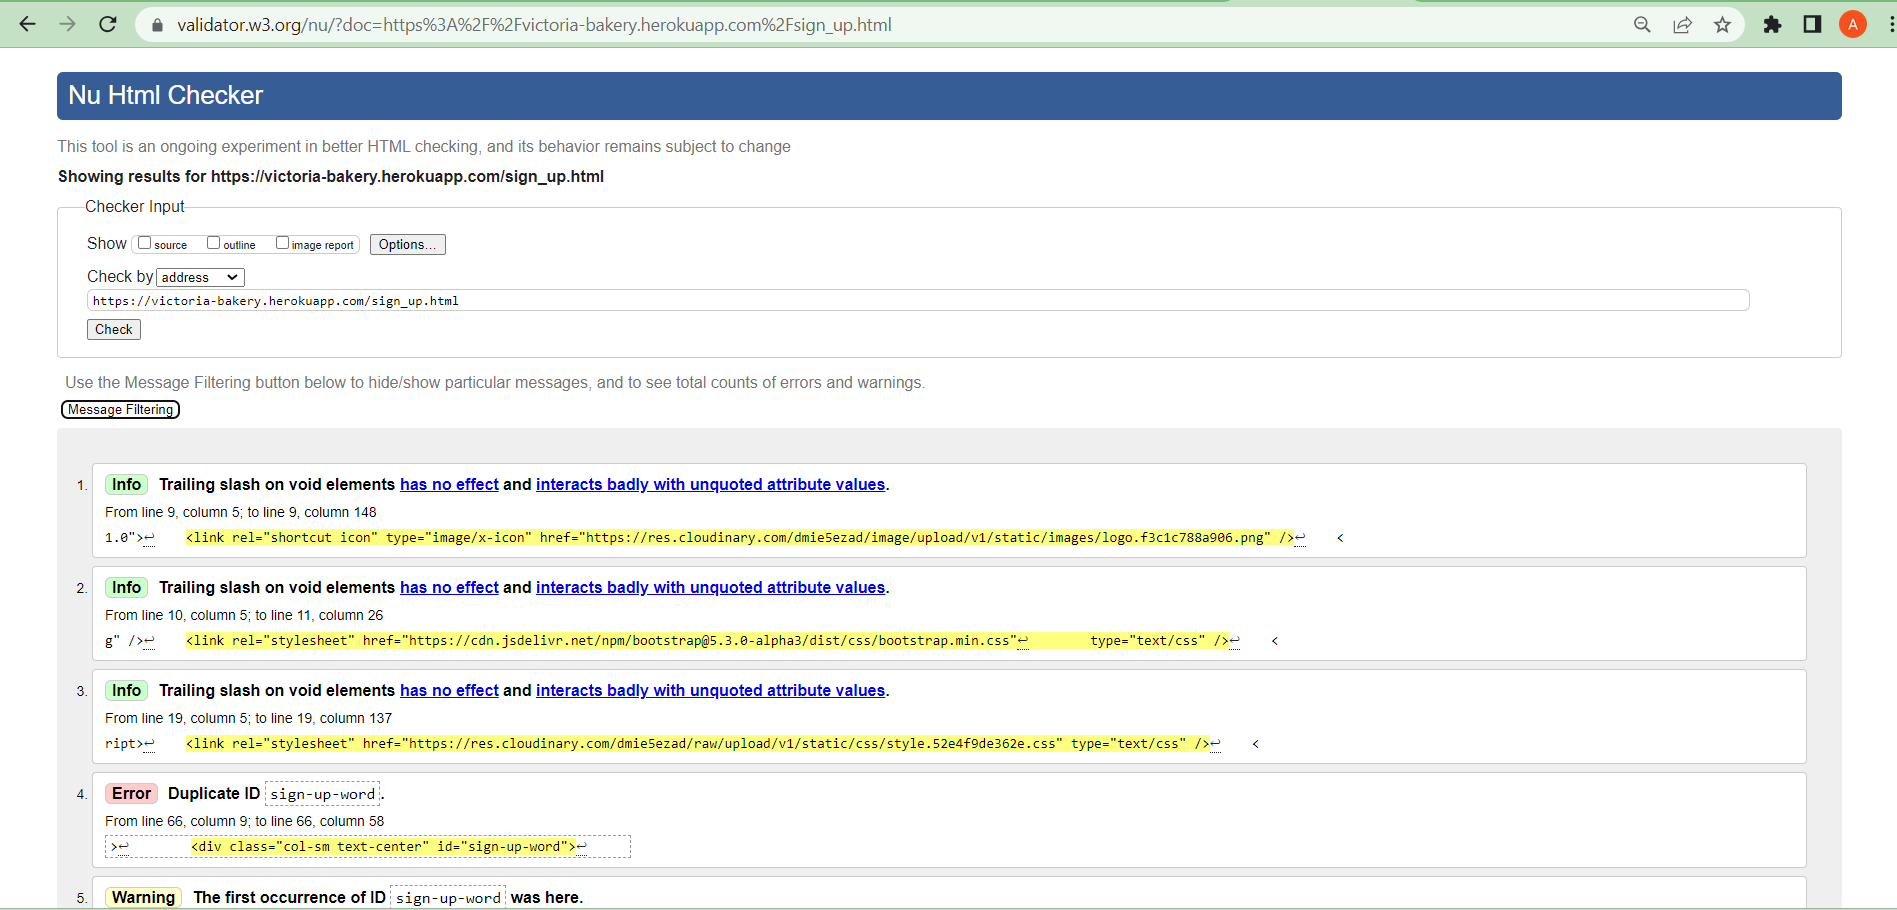 validator.w3.org/nu/?doc=https%3A%2F%2Fvictoria-bakery.herokuapp.com%2Fsign_up.html
A
Nu Html Checker
This tool is an ongoing experiment in better HTML checking, and its behavior remains subject to change
Showing results for https://victoria-bakery.herokuapp.com/sign_up.html
Checker Input
Show source outline image report Options...
Check by address
https://victoria-bakery.herokuapp.com/sign_up.html
Check
Use the Message Filtering button below to hide/show particular messages, and to see total counts of errors and warnings.
Message Filtering
1. Info Trailing slash on void elements has no effect and interacts badly with unquoted attribute values.
From line 9, column 5; to line 9, column 148
1.0">↩ <link rel="shortcut icon" type="image/x-icon" href="https://res.cloudinary.com/dmie5ezad/image/upload/v1/static/images/logo.f3c1c788a906.png" />↩ <
2. Info Trailing slash on void elements has no effect and interacts badly with unquoted attribute values.
From line 10, column 5; to line 11, column 26
g" />↩ <link rel="stylesheet" href="https://cdn.jsdelivr.net/npm/bootstrap@5.3.0-alpha3/dist/css/bootstrap.min.css"↩ type="text/css" />↩ <
3. Info Trailing slash on void elements has no effect and interacts badly with unquoted attribute values.
From line 19, column 5; to line 19, column 137
ript>↩ <link rel="stylesheet" href="https://res.cloudinary.com/dmie5ezad/raw/upload/v1/static/css/style.52e4f9de362e.css" type="text/css" />↩ <
4. Error Duplicate ID sign-up-word.
From line 66, column 9; to line 66, column 58
>↩ <div class="col-sm text-center" id="sign-up-word">↩
5. Warning The first occurrence of ID sign-up-word was here.